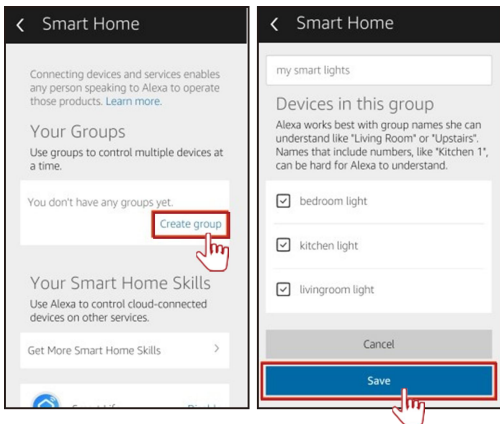 Smart Home
Connecting devices and services enables
any person speaking to Alexa to operate
those products. Learn more.
Your Groups
Use groups to control multiple devices at
a time.
You don't have any groups yet.
Create group
Your Smart Home Skills
Use Alexa to control cloud-connected
devices on other services.
Get More Smart Home Skills
Smart Home
my smart lights
Devices in this group
Alexa works best with group names she can
understand like "Living Room" or "Upstairs".
Names that include numbers, like "Kitchen 1",
can be hard for Alexa to understand.
bedroom light
kitchen light
livingroom light
Cancel
Save